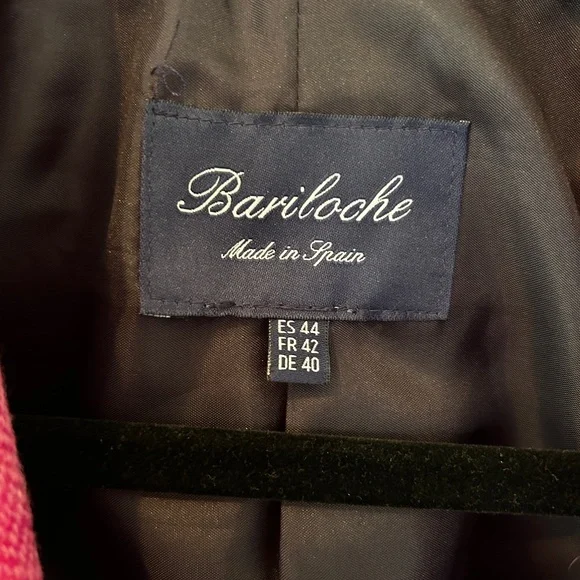 Bariloche
Made in Spain
ES 44
FR 42
DE 40